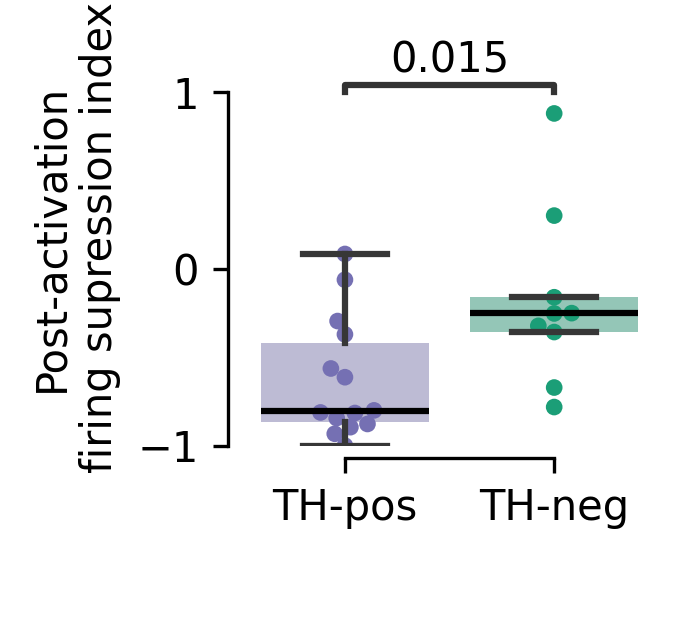 Post-activation
firing supression index
0.015
1
0
−1
TH-pos
TH-neg